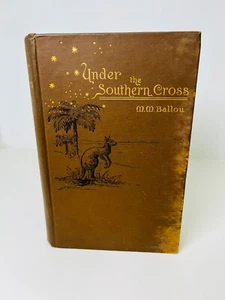 Under
the
Southern Cross
M.M. Ballou